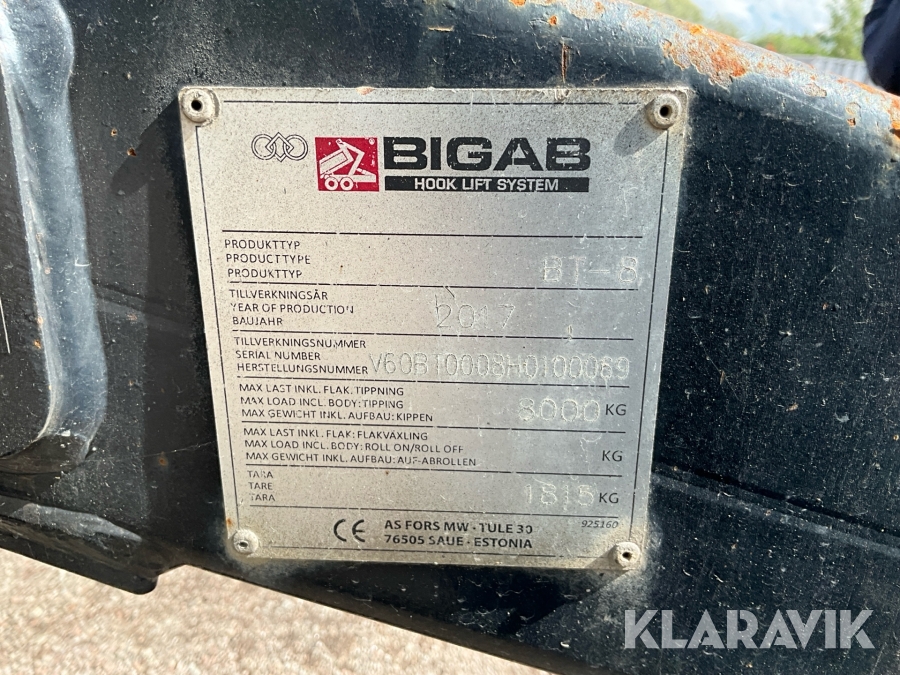 BIGAB
HOOK LIFT SYSTEM
PRODUKTTYP
PRODUCTTYPE
PRODUKTTYP
BT-8
TILLVERKNINGSÅR
YEAR OF PRODUCTION
BAUJAHR
2017
TILLVERKNINGSNUMMER
SERIAL NUMBER
HERSTELLUNGSNUMMER
MAX LAST INKL. FLAK: TIPPNING
MAX LOAD INCL. BODY: TIPPING
MAX GEWICHT INKL. AUFBAU: KIPPEN
8000 KG
MAX LAST INKL. FLAK: FLAKVÄXLING
MAX LOAD INCL. BODY: ROLL ON/ROLL OFF
MAX GEWICHT INKL. AUFBAU: AUF-ABROLLEN
KG
TARA
TARE
TARA
KG
CE
AS FORS MW - TULE 30
76505 SAUE - ESTONIA
925160
KLARAVIK